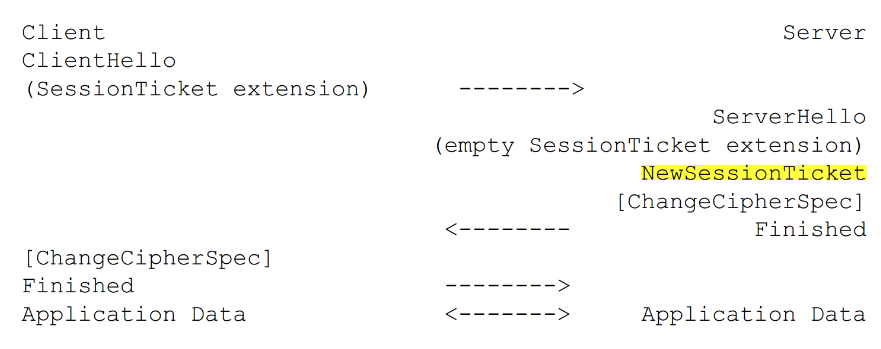 Client Server
ClientHello
(SessionTicket extension) -------->
ServerHello
(empty SessionTicket extension)
NewSessionTicket
[ChangeCipherSpec]
<-------- Finished
[ChangeCipherSpec]
Finished -------->
Application Data <-------> Application Data